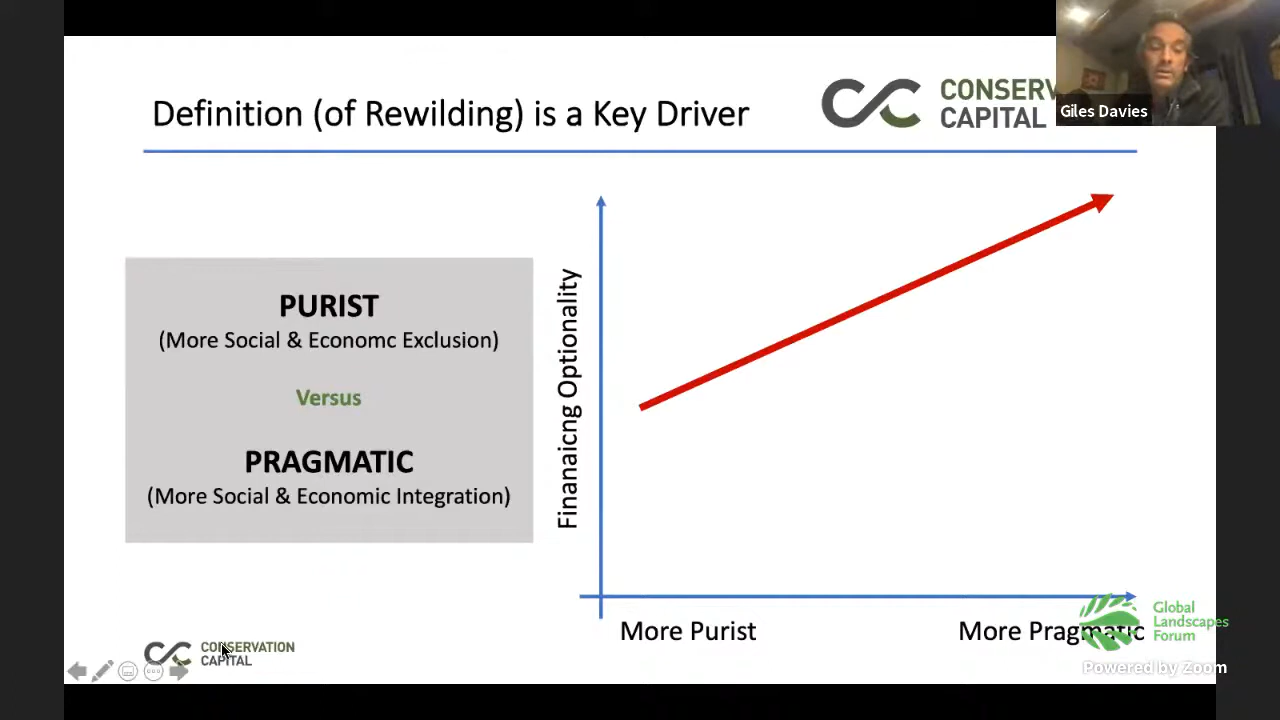 Definition (of Rewilding) is a Key Driver
CONSERV
CAPITAL
Giles Davies
PURIST
(More Social & Economc Exclusion)
Versus
PRAGMATIC
(More Social & Economic Integration)
Finanaicng Optionality
More Purist
More Pragmatic
CONSERVATION
CAPITAL
Global
Landscapes
Forum
Powered by Zoom